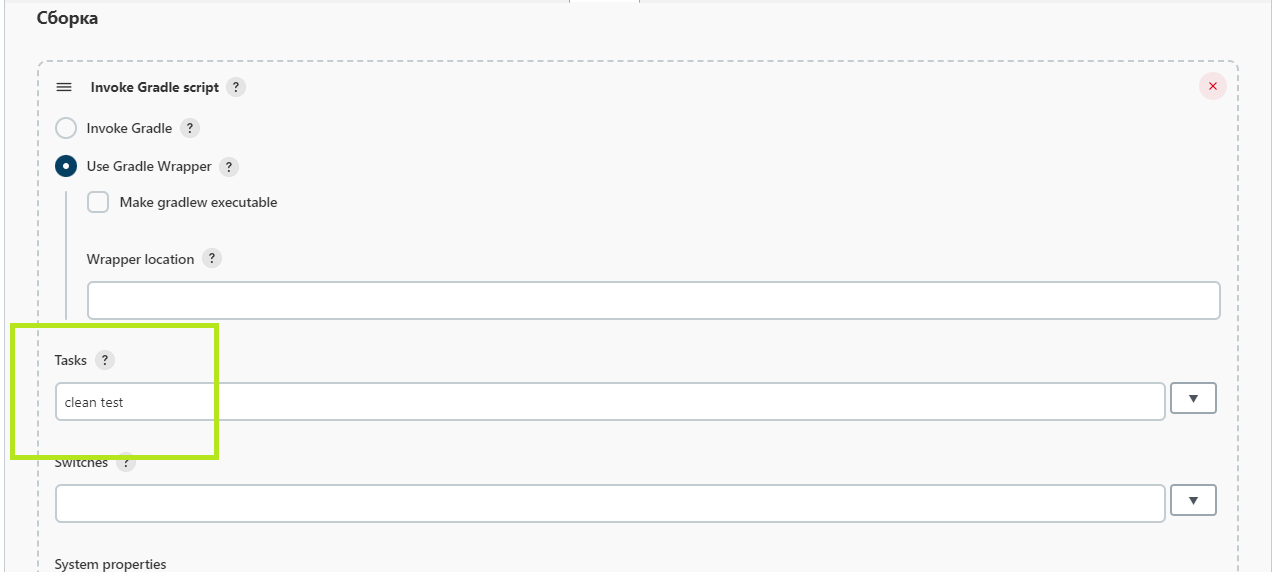 Сборка
Invoke Gradle script ?
Invoke Gradle ?
Use Gradle Wrapper ?
Make gradlew executable
Wrapper location ?
Tasks ?
clean test
Switches ?
System properties